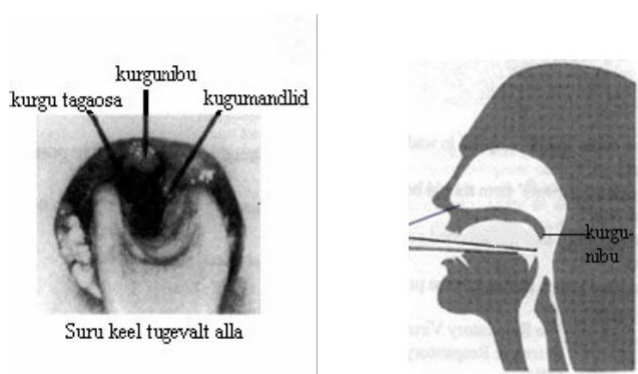 kurgunibu
kurgu tagaosa
kugumandlid
Suru keel tugevalt alla
kurgu-
nibu